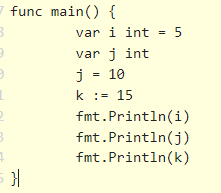 func main() {
var i int = 5
var j int
j = 10
k := 15
fmt.Println(i)
fmt.Println(j)
fmt.Println(k)
}